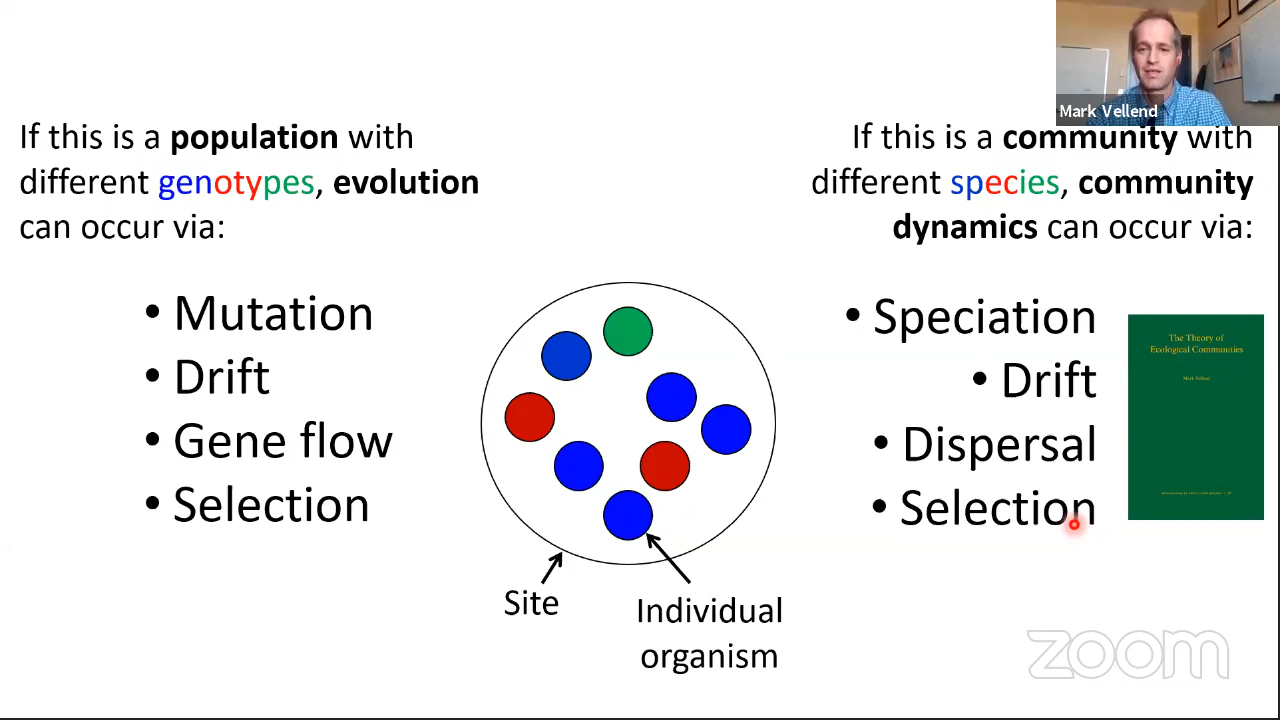 Mark Vellend
If this is a population with
different genotypes, evolution
can occur via:
• Mutation
• Drift
• Gene flow
• Selection
If this is a community with
different species, community
dynamics can occur via:
• Speciation
• Drift
• Dispersal
• Selection
The Theory of
Ecological Communities
Mark Vellend
Site
Individual
organism
zoom